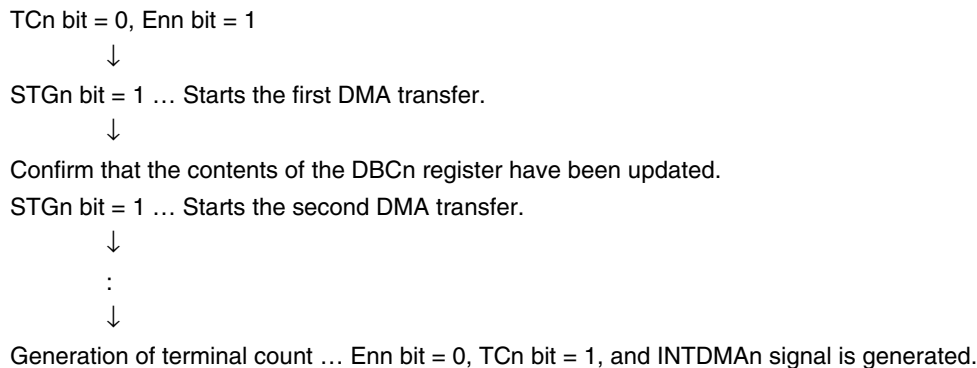 TCn bit = 0, Enn bit = 1
↓
STGn bit = 1 … Starts the first DMA transfer.
↓
Confirm that the contents of the DBCn register have been updated.
STGn bit = 1 … Starts the second DMA transfer.
↓
:
↓
Generation of terminal count … Enn bit = 0, TCn bit = 1, and INTDMAn signal is generated.